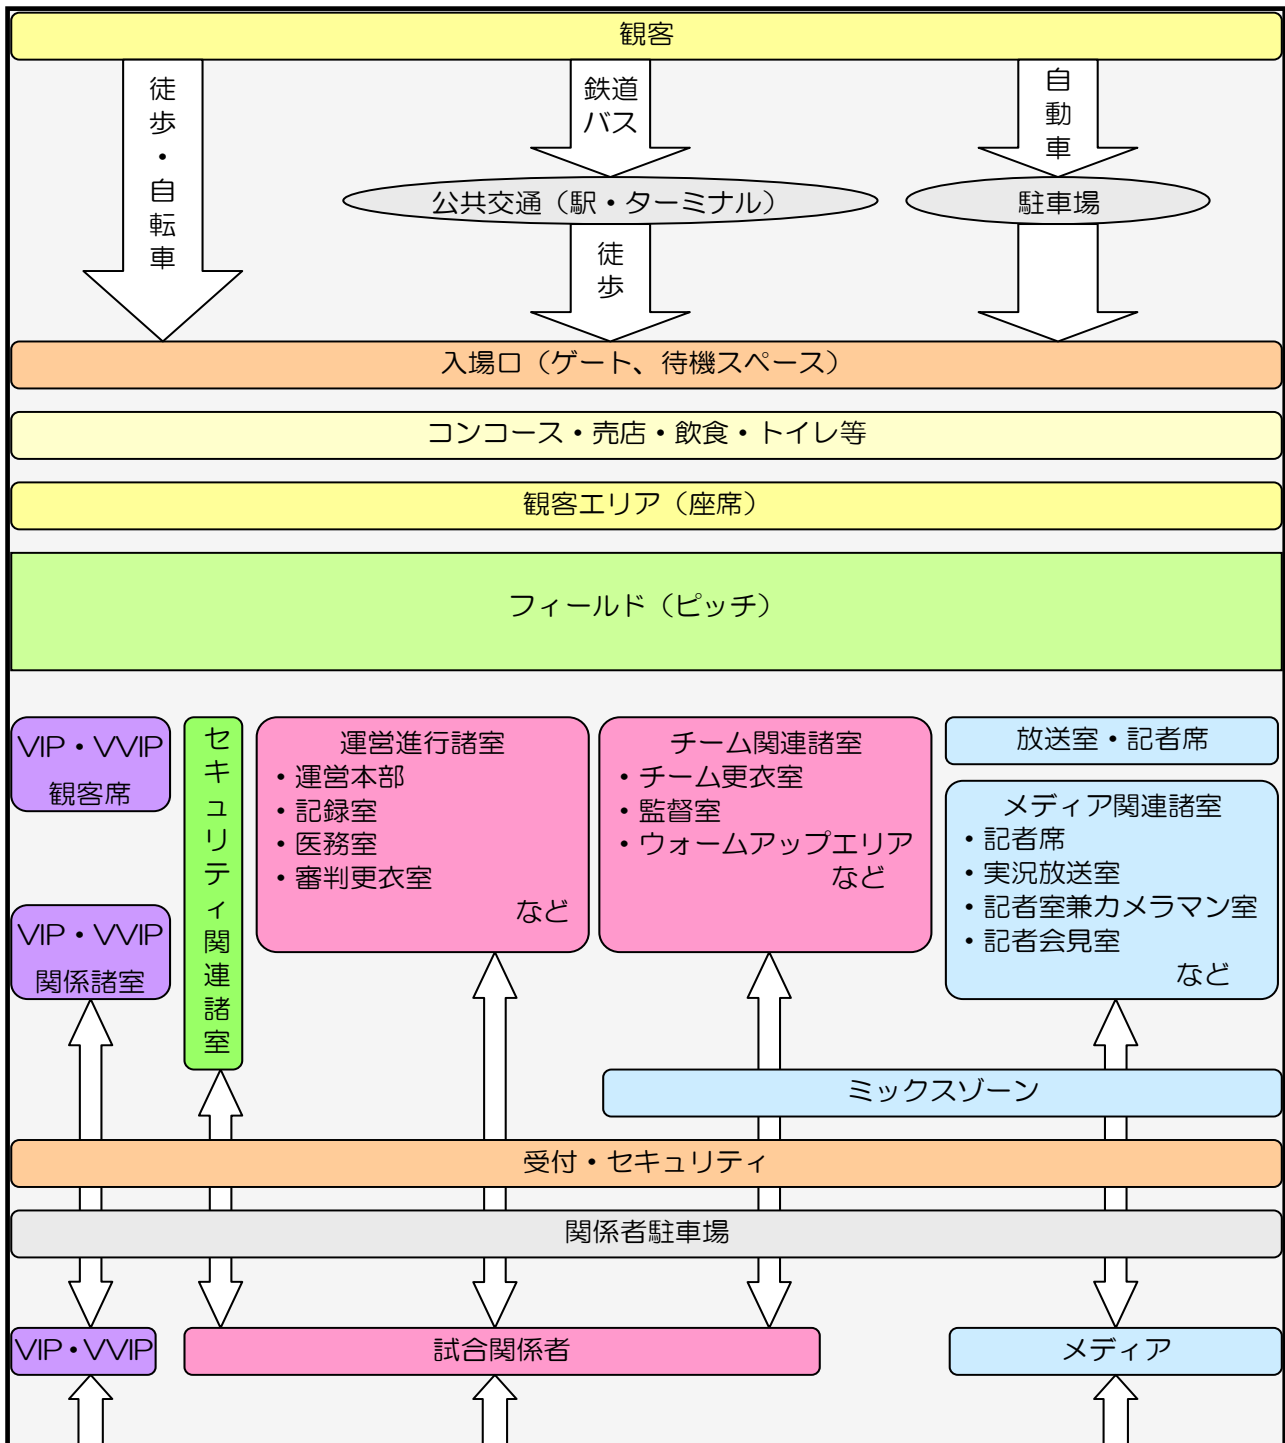 観客
徒歩・自転車
鉄道
バス
自動車
公共交通（駅・ターミナル）
駐車場
徒歩
入場口（ゲート、待機スペース）
コンコース・売店・飲食・トイレ等
観客エリア（座席）
フィールド（ピッチ）
VIP・VVIP
観客席
VIP・VVIP
関係諸室
セキュリティ関連諸室
運営進行諸室
・運営本部
・記録室
・医務室
・審判更衣室
など
チーム関連諸室
・チーム更衣室
・監督室
・ウォームアップエリア
など
放送室・記者席
メディア関連諸室
・記者席
・実況放送室
・記者室兼カメラマン室
・記者会見室
など
ミックスゾーン
受付・セキュリティ
関係者駐車場
VIP・VVIP
試合関係者
メディア